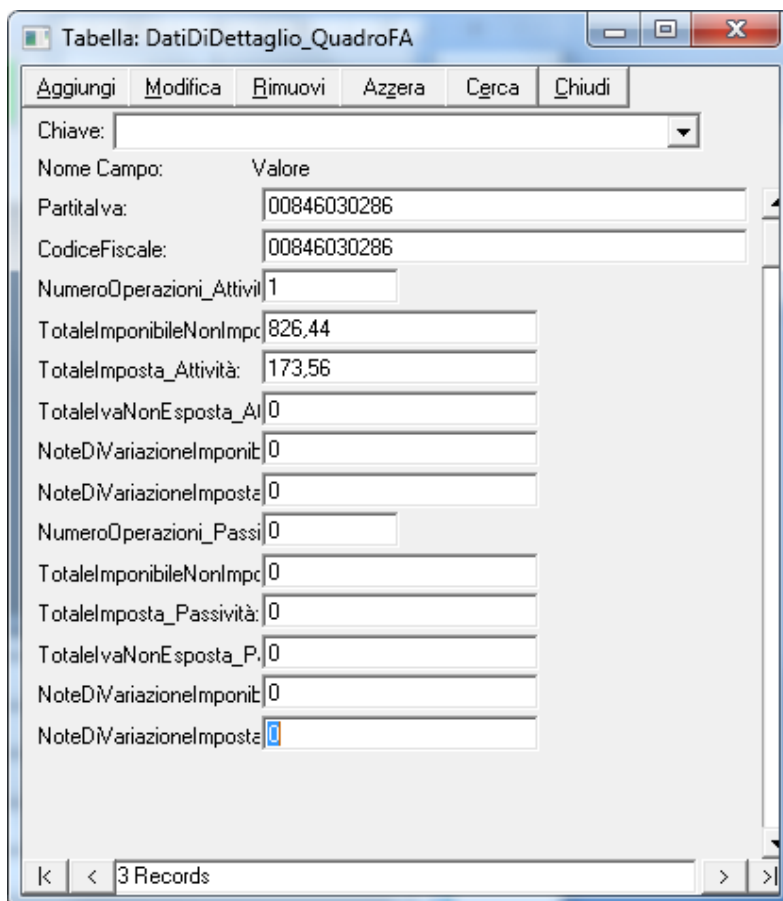 Tabella: DatiDiDettaglio_QuadroFA
Aggiungi Modifica Rimuovi Azzera Cerca Chiudi
Chiave:
Nome Campo: Valore
PartitaIva: 00846030286
CodiceFiscale: 00846030286
NumeroOperazioni_Attivit 1
TotaleImponibileNonImpo 826,44
TotaleImposta_Attività: 173,56
TotaleIvaNonEsposta_At 0
NoteDiVariazioneImponib 0
NoteDiVariazioneImposta 0
NumeroOperazioni_Passi 0
TotaleImponibileNonImpo 0
TotaleImposta_Passività: 0
TotaleIvaNonEsposta_P 0
NoteDiVariazioneImponib 0
NoteDiVariazioneImposta 0
|< < 3 Records > >|